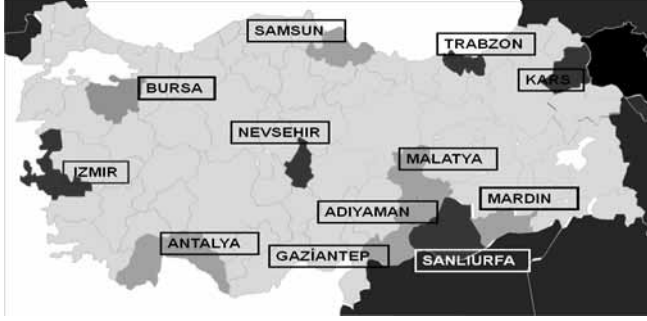 SAMSUN
TRABZON
KARS
BURSA
NEVSEHIR
MALATYA
IZMIR
MARDIN
ADIYAMAN
ANTALYA
GAZİANTEP
SANLIURFA